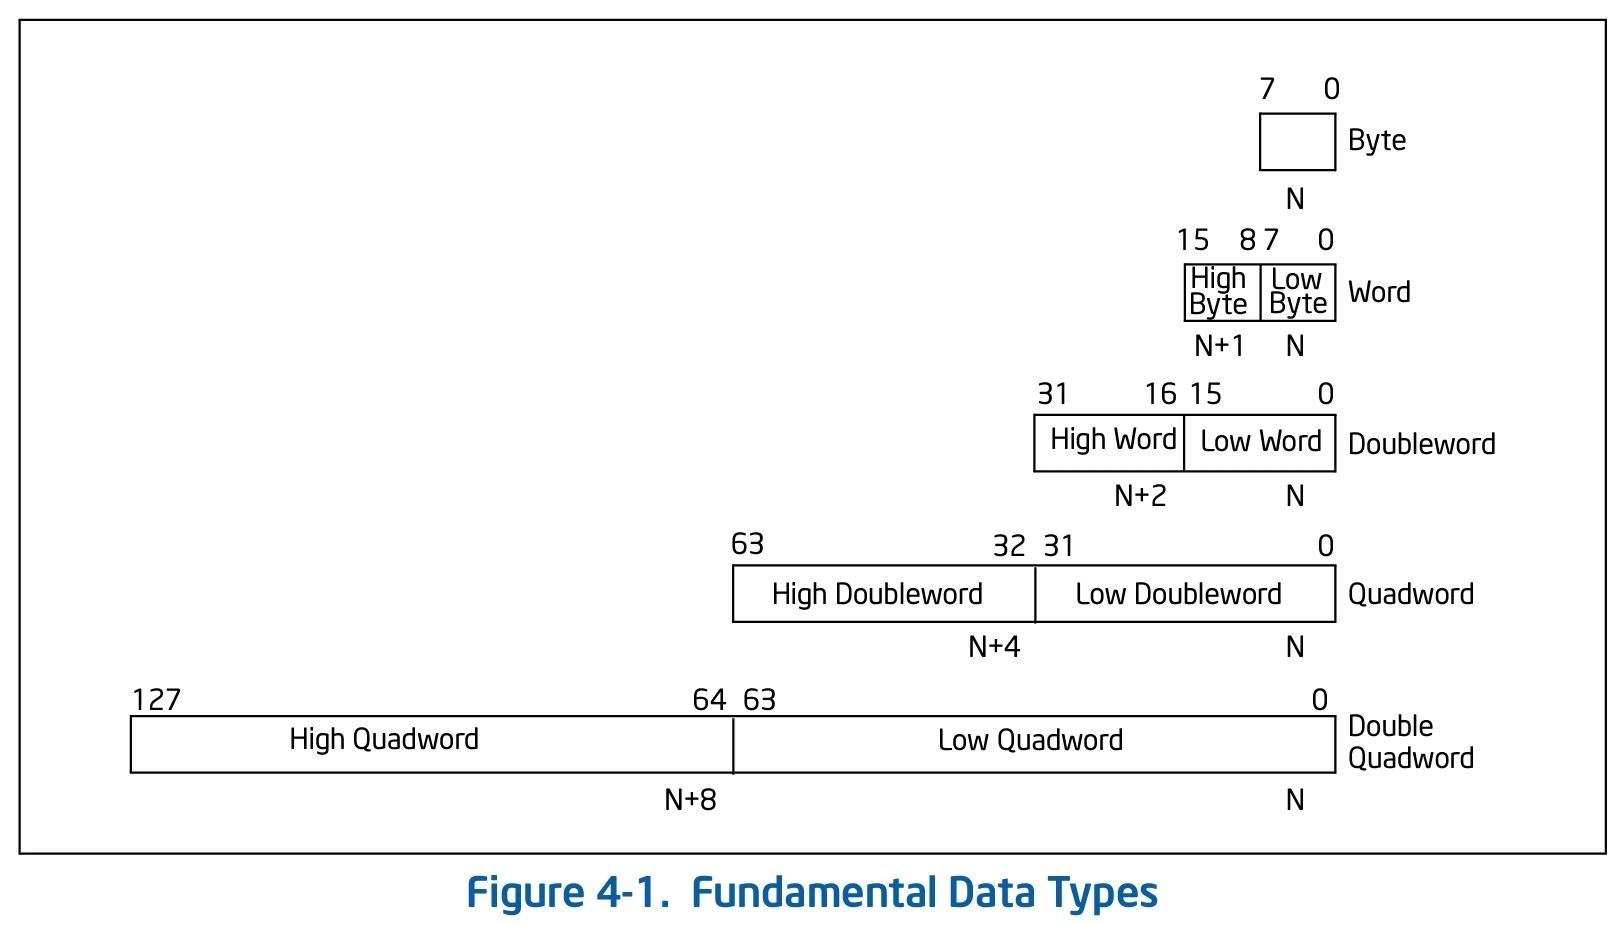 7 0
Byte
N
15 8 7 0
High Byte
Low Byte
Word
N+1 N
31 16 15 0
High Word Low Word Doubleword
N+2 N
63 32 31 0
High Doubleword Low Doubleword Quadword
N+4 N
127 64 63 0
High Quadword Low Quadword
Double
Quadword
N+8 N
Figure 4-1. Fundamental Data Types